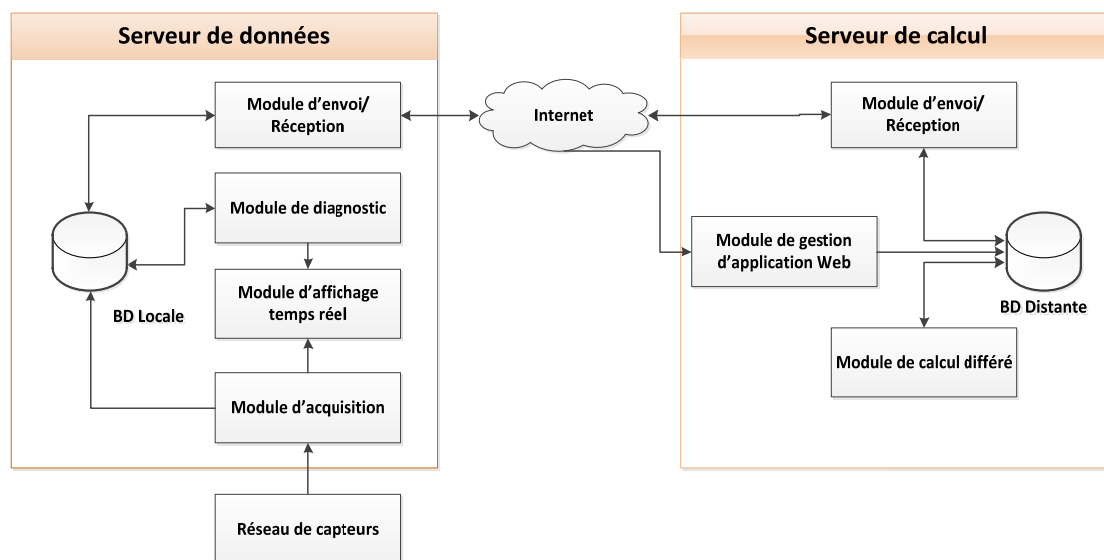 Serveur de données
Module d'envoi/
Réception
Module de diagnostic
Module d'affichage
temps réel
BD Locale
Module d'acquisition
Réseau de capteurs
Internet
Serveur de calcul
Module d'envoi/
Réception
Module de gestion
d'application Web
BD Distante
Module de calcul différé